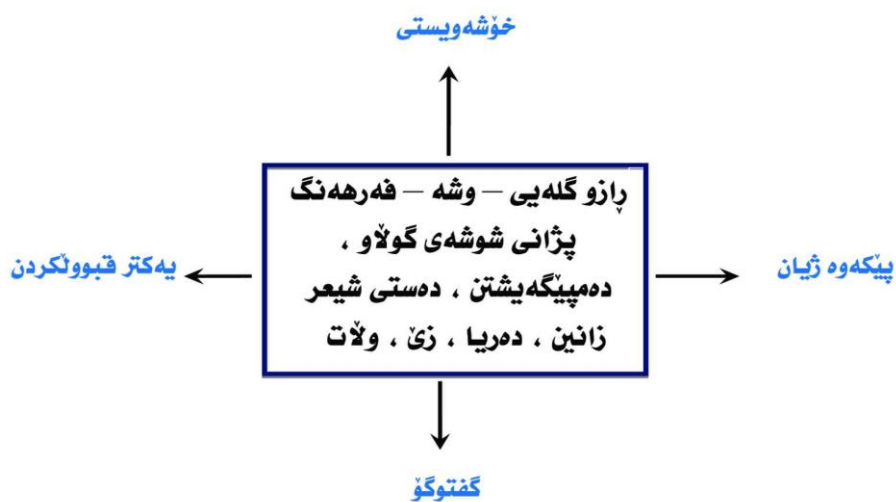 خۆشەویستی
ڕازو گلەیی – وشە – فەرهەنگ
پژانی شوشەی گوڵاو ،
دەمپێگەیشتن ، دەستی شیعر
زانین ، دەریا ، زێ ، وڵات
پێکەوە ژیان
یەکتر قبووڵکردن
گفتوگۆ